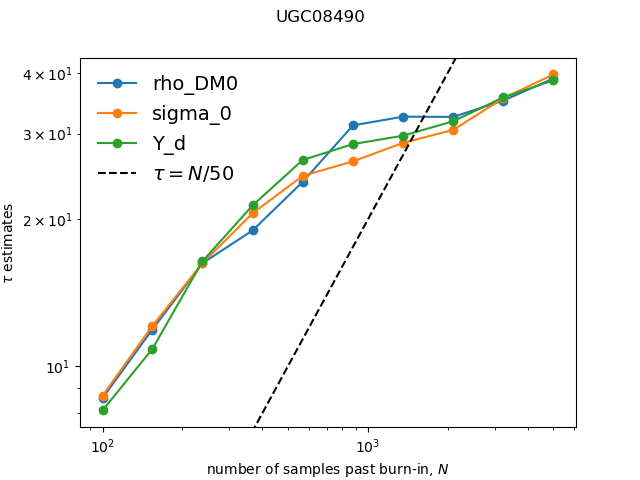 UGC08490
rho_DM0
sigma_0
Y_d
τ = N/50
4 × 10¹
3 × 10¹
2 × 10¹
10¹
τ estimates
10² 10³
number of samples past burn-in, N